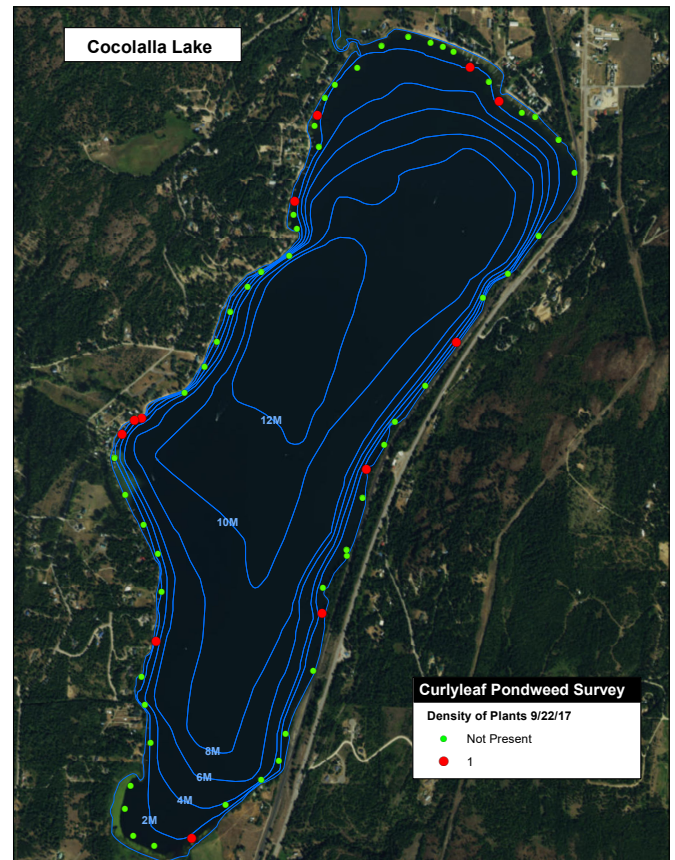 Cocolalla Lake
12M
10M
8M
6M
4M
2M
Curlyleaf Pondweed Survey
Density of Plants 9/22/17
Not Present
1